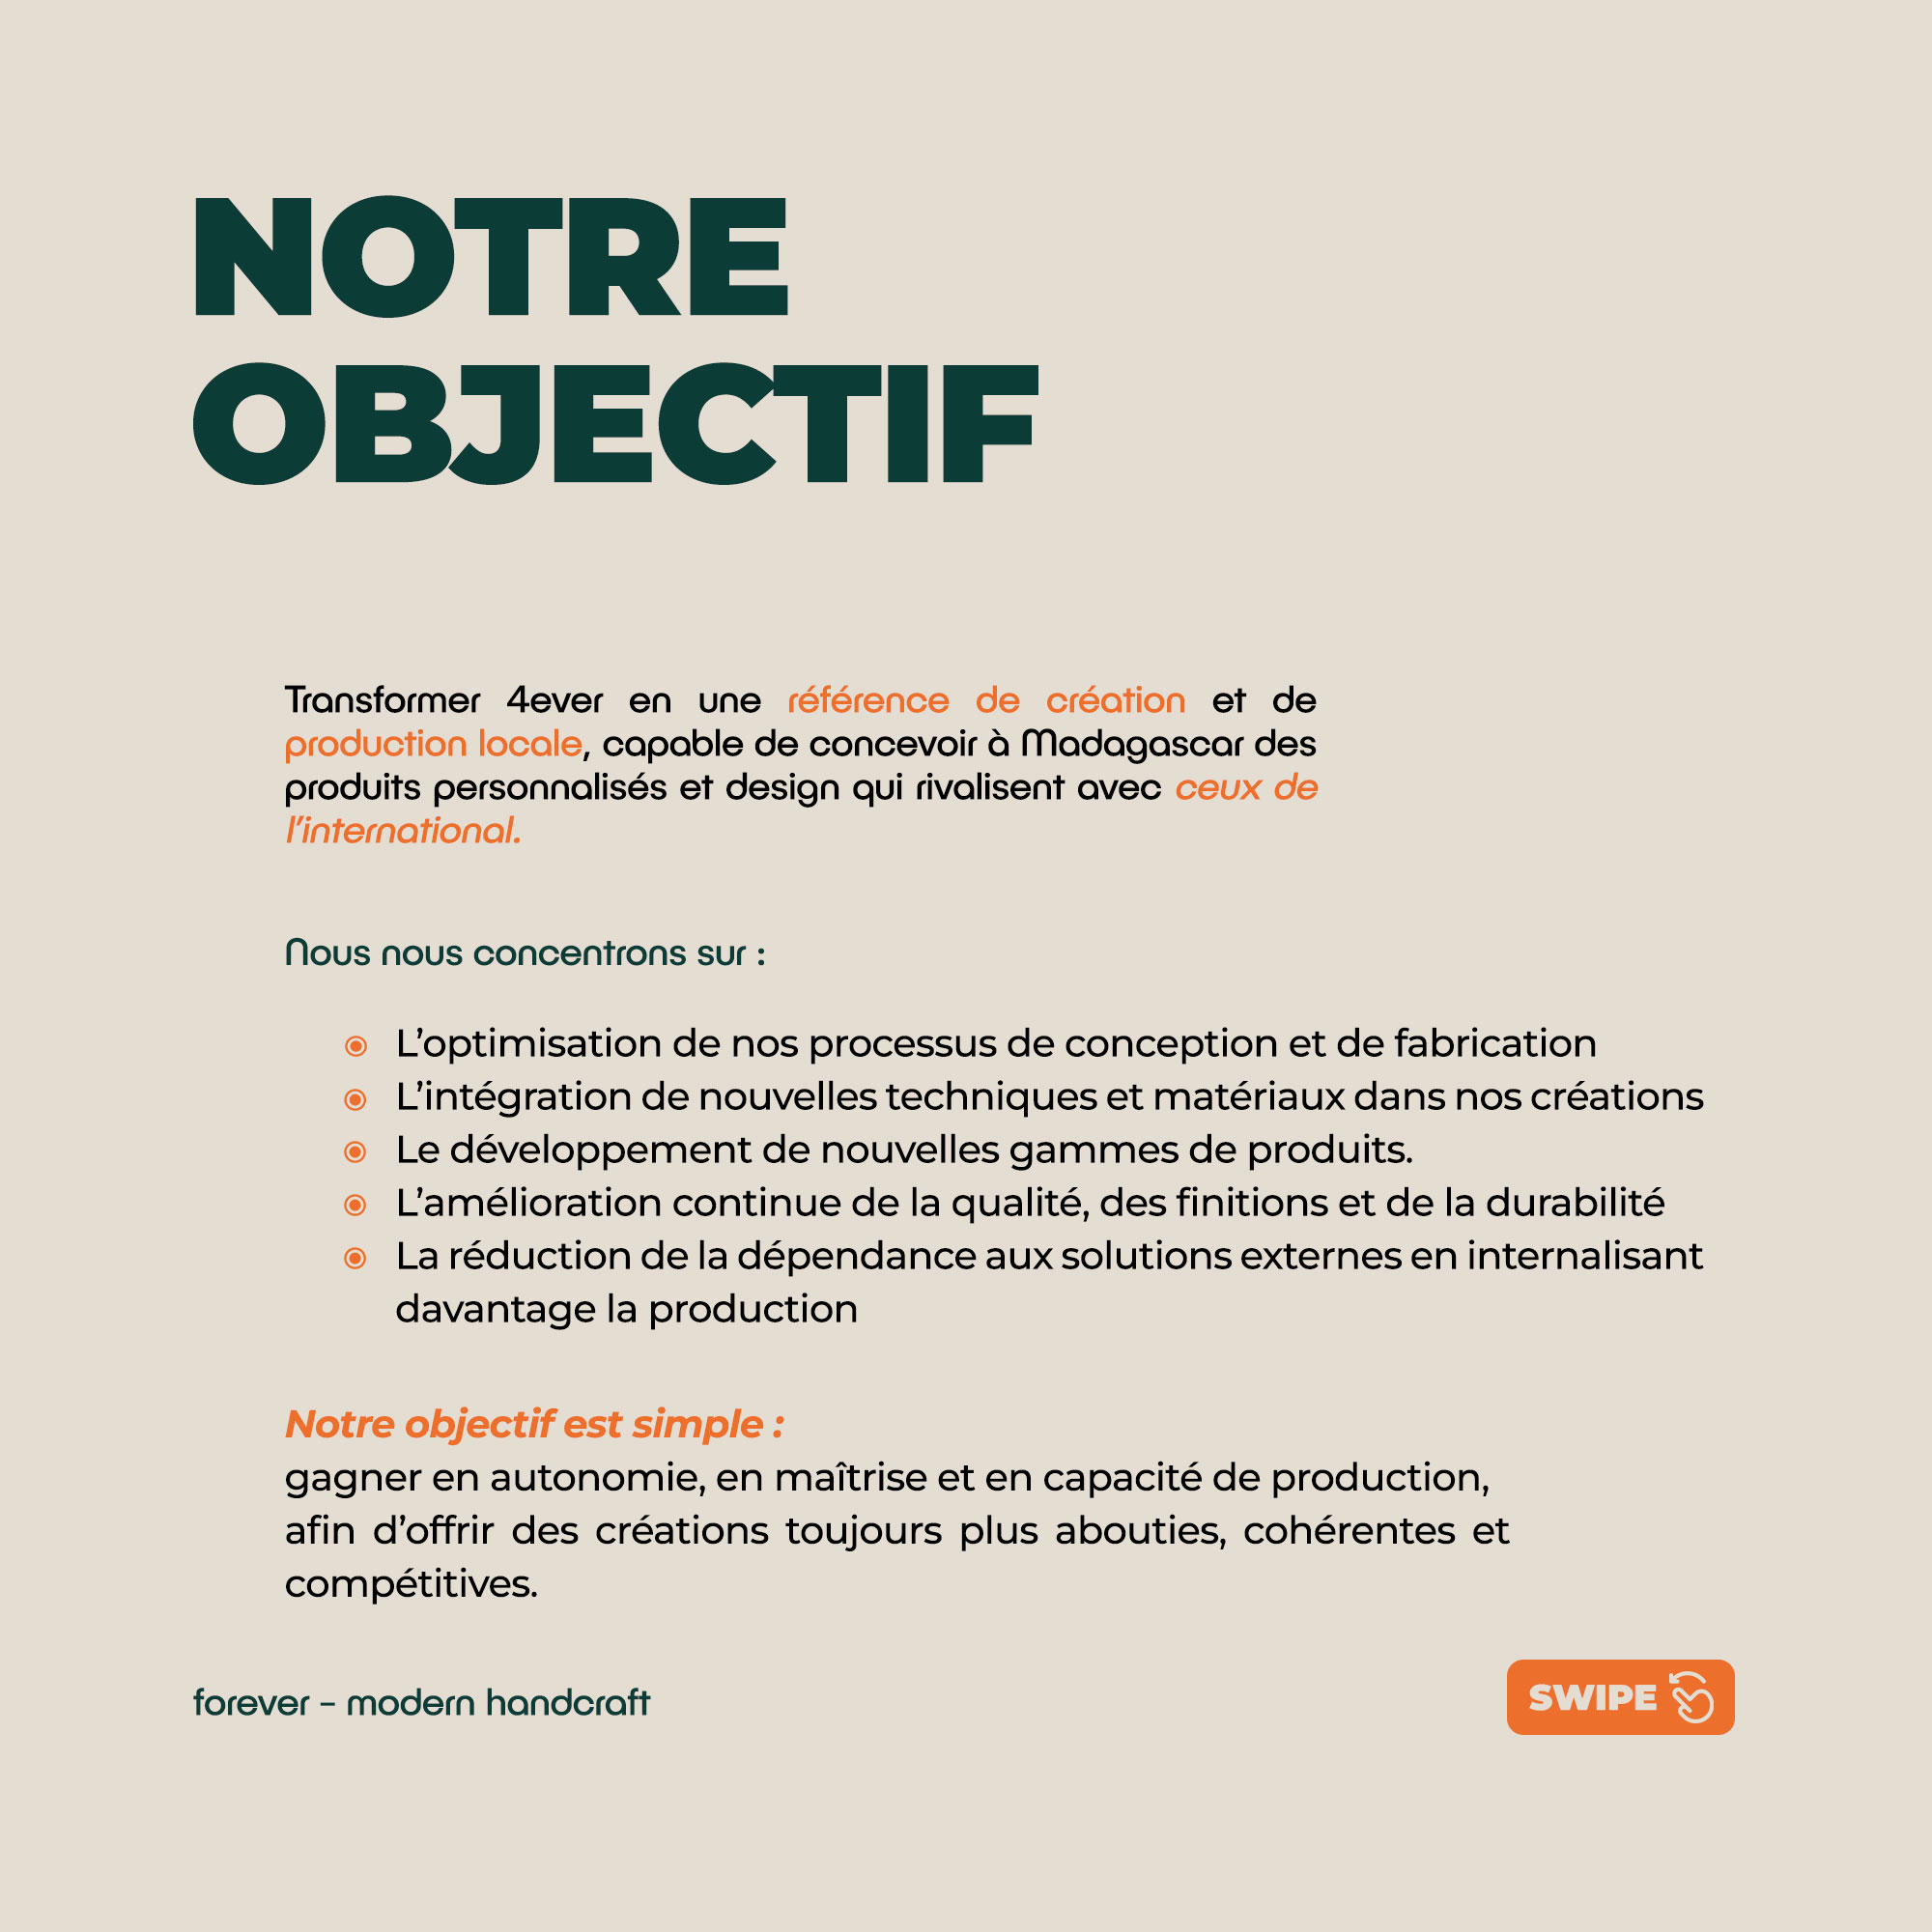 NOTRE
OBJECTIF
Transformer 4ever en une référence de création et de
production locale, capable de concevoir à Madagascar des
produits personnalisés et design qui rivalisent avec ceux de
l’international.
Nous nous concentrons sur :
L’optimisation de nos processus de conception et de fabrication
L’intégration de nouvelles techniques et matériaux dans nos créations
Le développement de nouvelles gammes de produits.
L’amélioration continue de la qualité, des finitions et de la durabilité
La réduction de la dépendance aux solutions externes en internalisant
davantage la production
Notre objectif est simple :
gagner en autonomie, en maîtrise et en capacité de production,
afin d’offrir des créations toujours plus abouties, cohérentes et
compétitives.
forever – modern handcraft
SWIPE